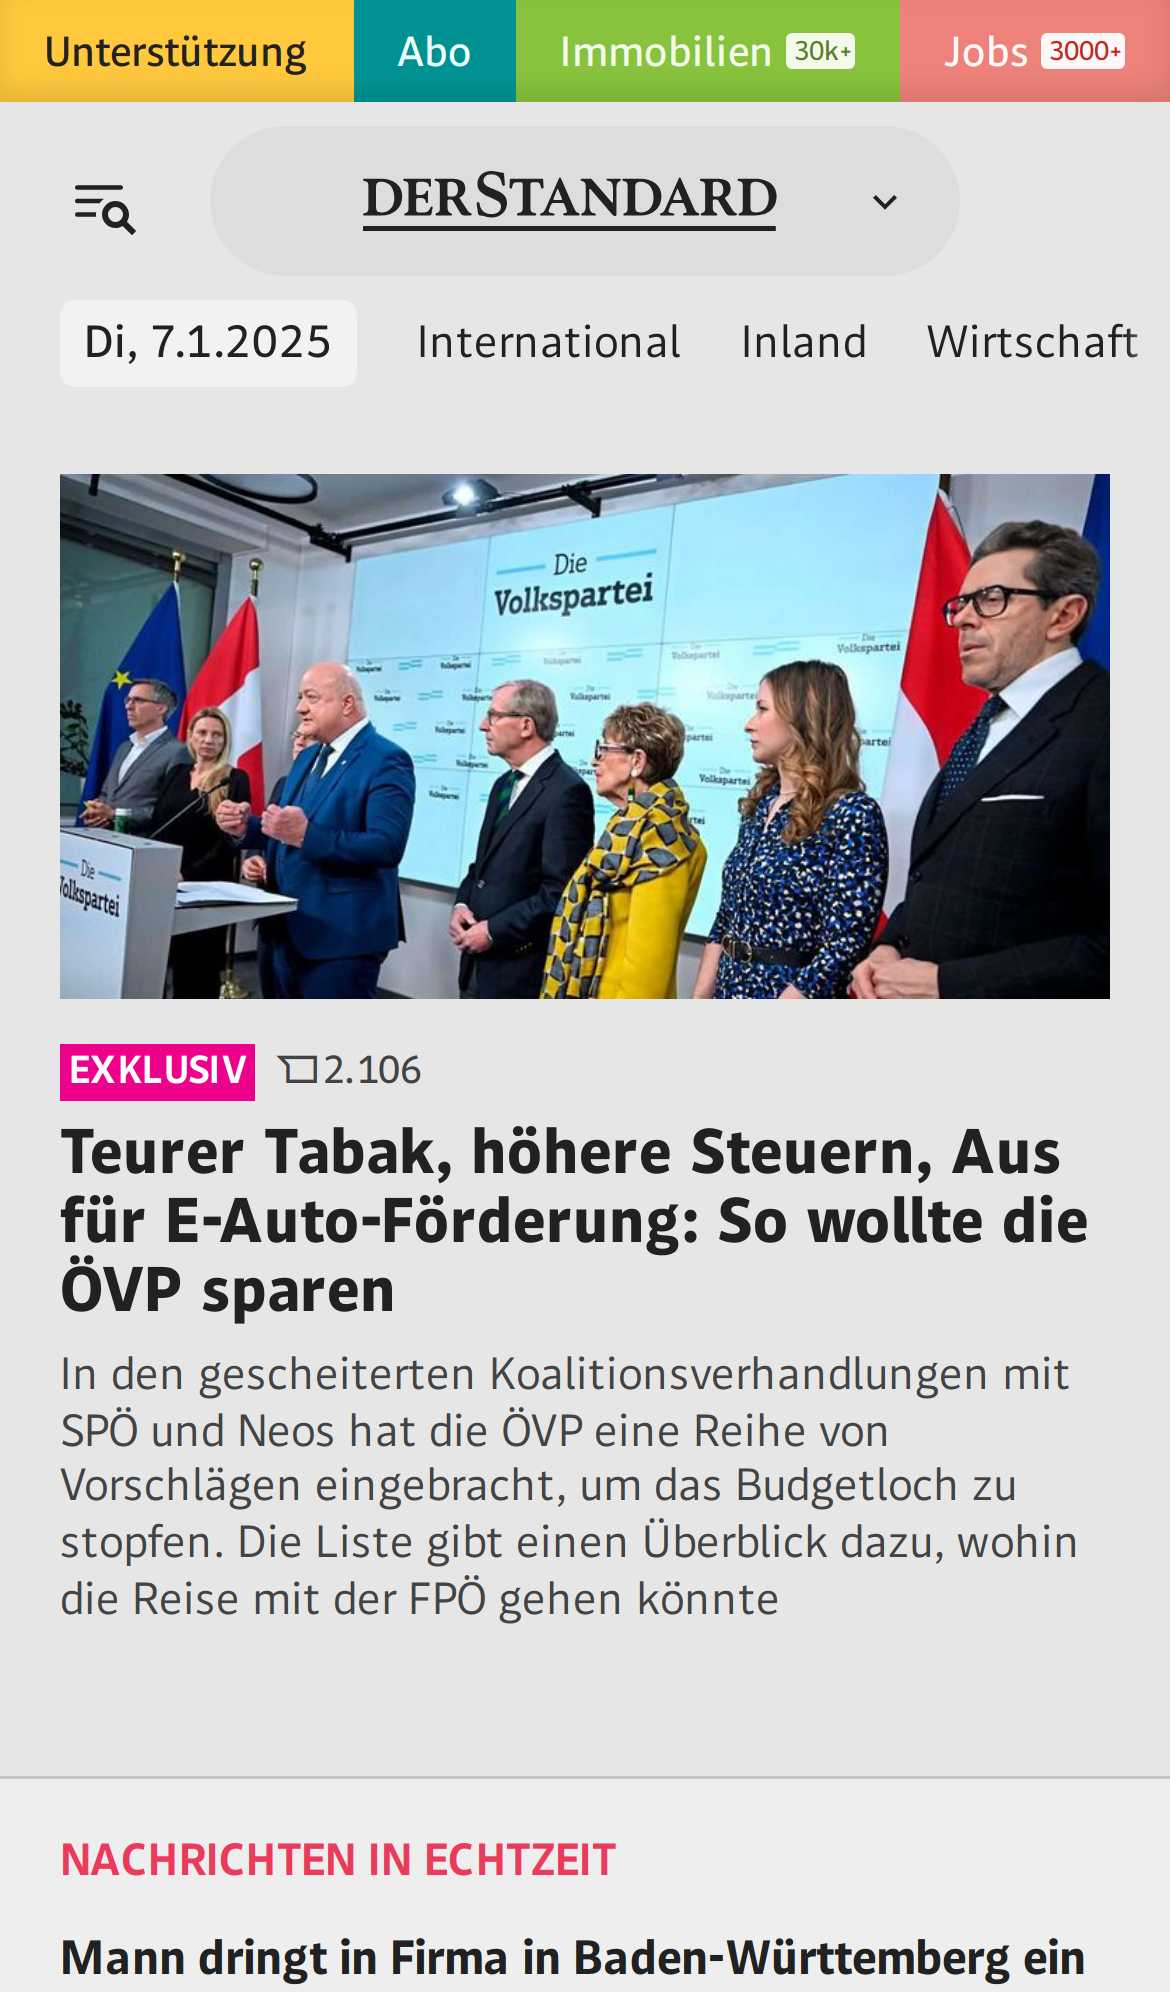 Unterstützung Abo Immobilien 30k+ Jobs 3000+
DERSTANDARD
Di, 7.1.2025 International Inland Wirtschaft
Die
Volkspartei
Die
Volkspartei
Die
Volkspartei
EXKLUSIV 2.106
Teurer Tabak, höhere Steuern, Aus
für E-Auto-Förderung: So wollte die
ÖVP sparen
In den gescheiterten Koalitionsverhandlungen mit
SPÖ und Neos hat die ÖVP eine Reihe von
Vorschlägen eingebracht, um das Budgetloch zu
stopfen. Die Liste gibt einen Überblick dazu, wohin
die Reise mit der FPÖ gehen könnte
NACHRICHTEN IN ECHTZEIT
Mann dringt in Firma in Baden-Württemberg ein